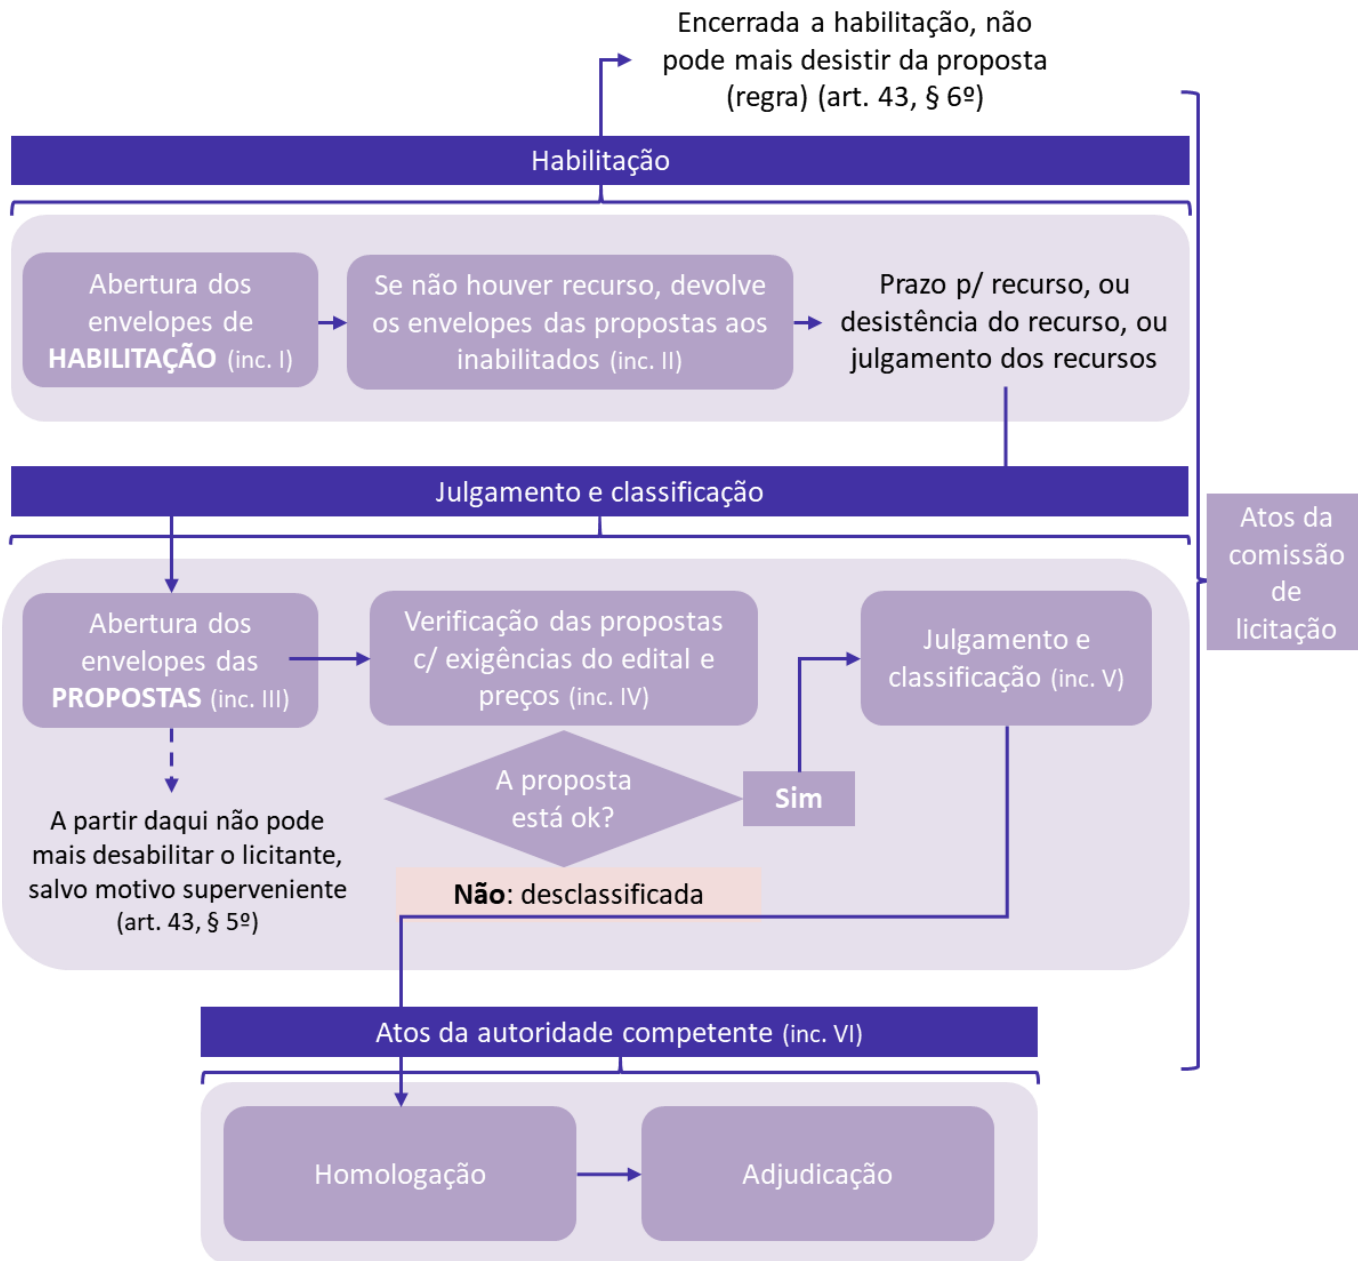 Encerrada a habilitação, não
pode mais desistir da proposta
(regra) (art. 43, § 6º)
Habilitação
Abertura dos
envelopes de
HABILITAÇÃO (inc. I)
Se não houver recurso, devolve
os envelopes das propostas aos
inabilitados (inc. II)
Prazo p/ recurso, ou
desistência do recurso, ou
julgamento dos recursos
Julgamento e classificação
Abertura dos
envelopes das
PROPOSTAS (inc. III)
Verificação das propostas
c/ exigências do edital e
preços (inc. IV)
Julgamento e
classificação (inc. V)
A proposta
está ok?
Sim
Não: desclassificada
A partir daqui não pode
mais desabilitar o licitante,
salvo motivo superveniente
(art. 43, § 5º)
Atos da
comissão
de
licitação
Atos da autoridade competente (inc. VI)
Homologação
Adjudicação